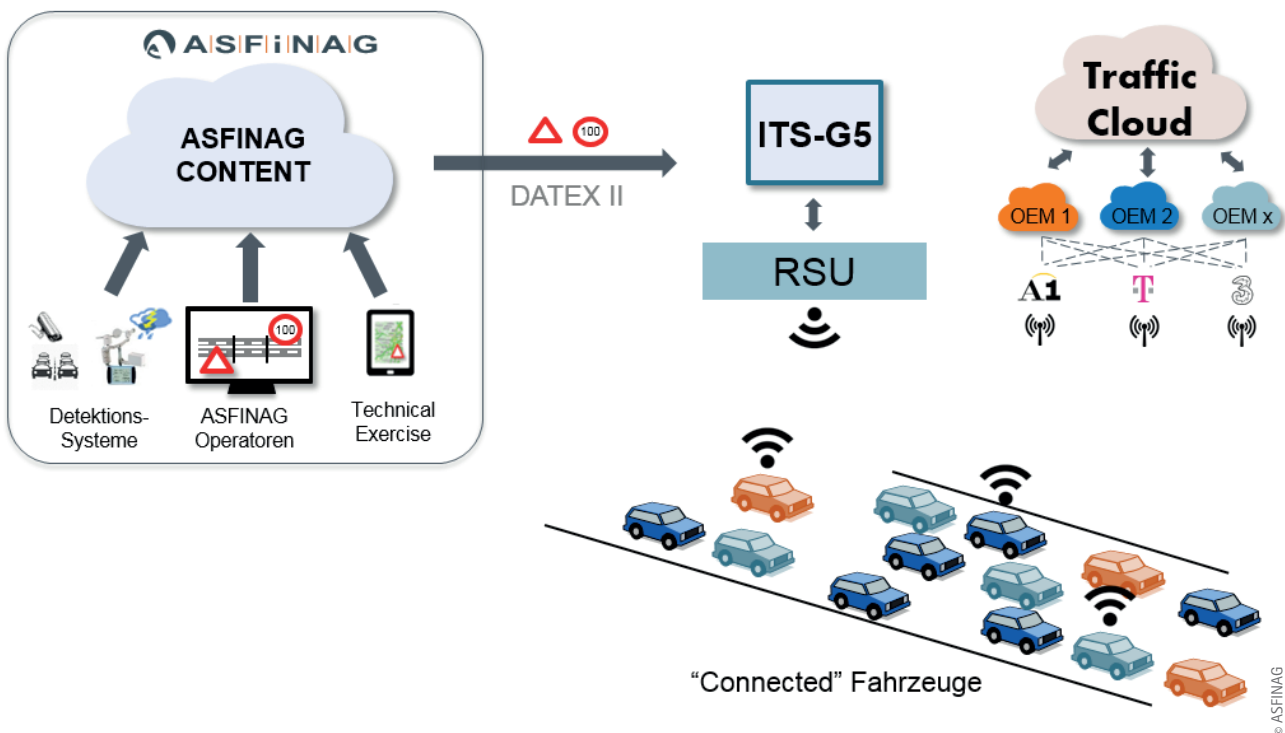 ASFiNAG
ASFINAG
CONTENT
100
Detektions-
Systeme
ASFINAG
Operatoren
Technical
Exercise
100
DATEX II
ITS-G5
RSU
Traffic
Cloud
OEM 1
OEM 2
OEM x
A1
T
3
“Connected” Fahrzeuge
© ASFINAG